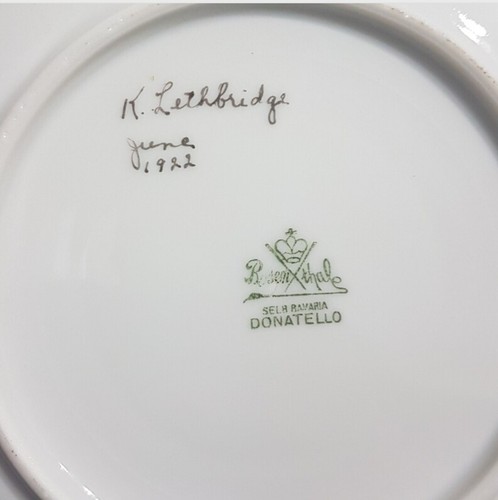 K. Lethbridge
June
1922
Rosenthal
SELB BAVARIA
DONATELLO